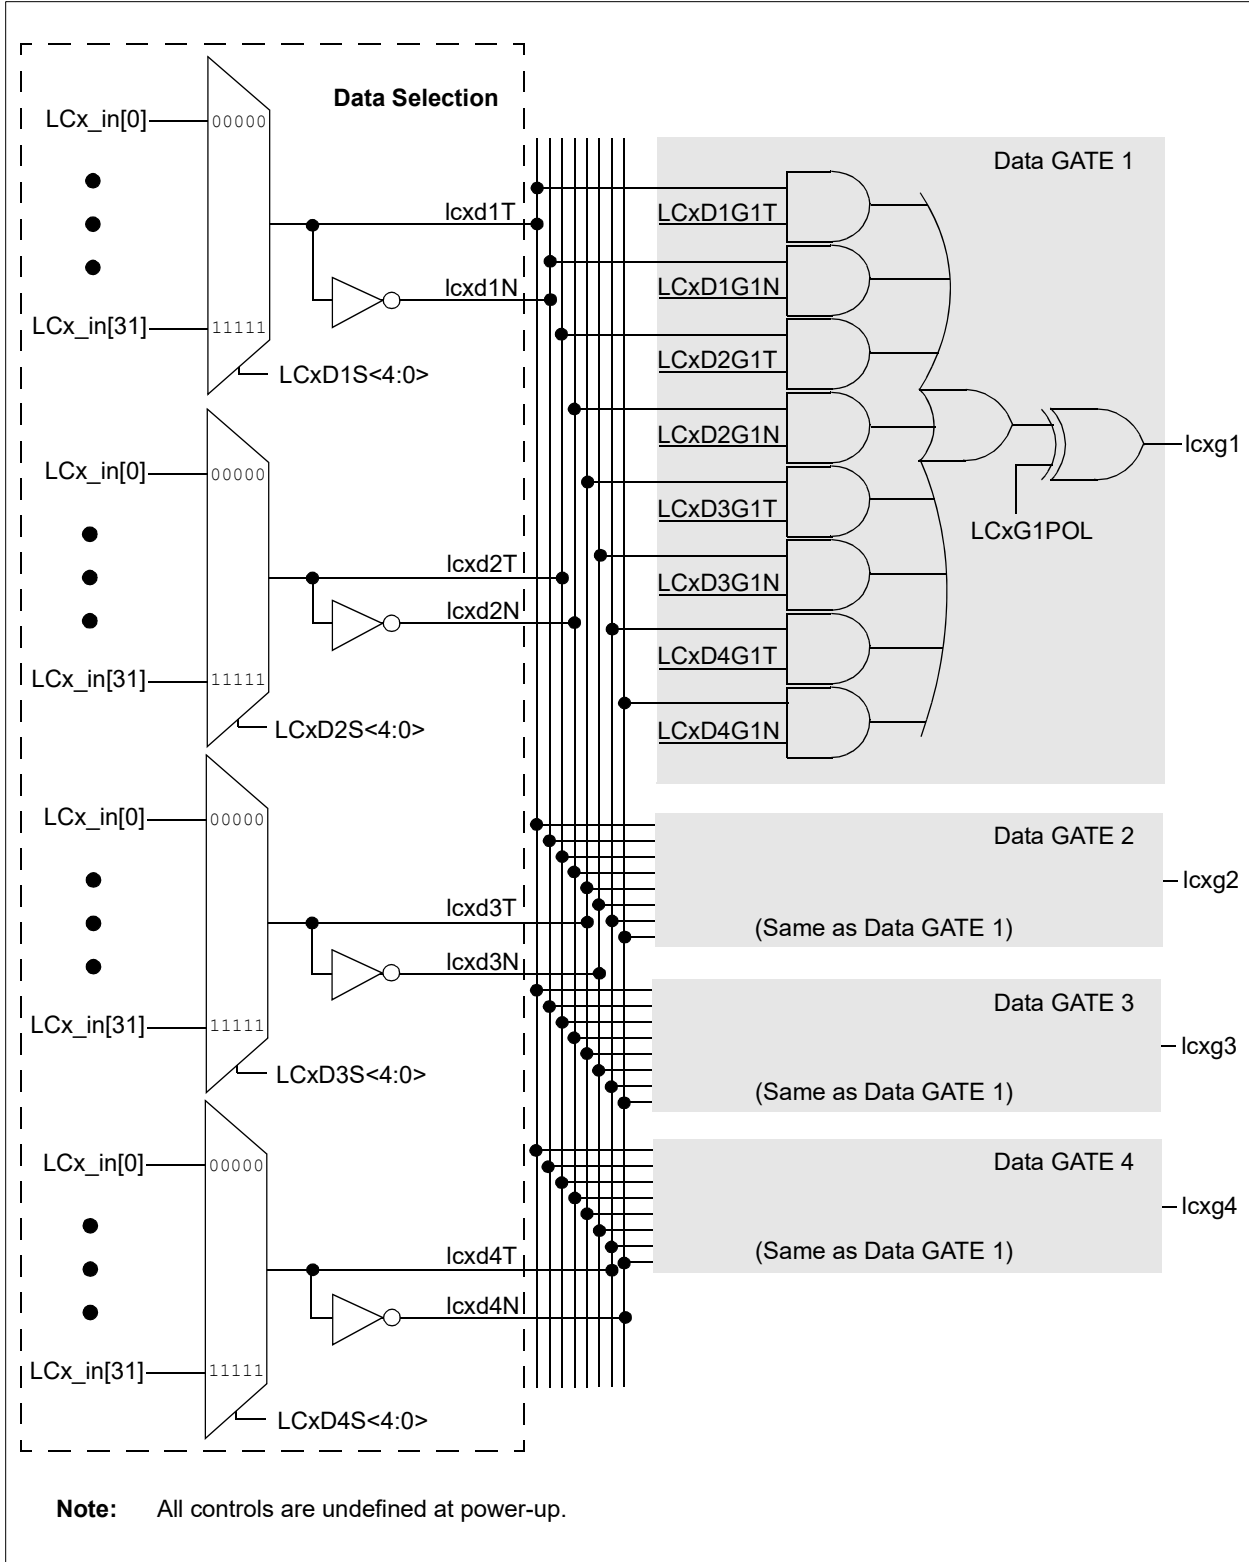 Data Selection
LCx_in[0]
00000
lcxd1T
lcxd1N
LCx_in[31]
11111
LCxD1S<4:0>
LCx_in[0]
00000
lcxd2T
lcxd2N
LCx_in[31]
11111
LCxD2S<4:0>
LCx_in[0]
00000
lcxd3T
lcxd3N
LCx_in[31]
11111
LCxD3S<4:0>
LCx_in[0]
00000
lcxd4T
lcxd4N
LCx_in[31]
11111
LCxD4S<4:0>
Data GATE 1
LCxD1G1T
LCxD1G1N
LCxD2G1T
LCxD2G1N
LCxD3G1T
LCxD3G1N
LCxD4G1T
LCxD4G1N
LCxG1POL
lcxg1
Data GATE 2
(Same as Data GATE 1)
lcxg2
Data GATE 3
(Same as Data GATE 1)
lcxg3
Data GATE 4
(Same as Data GATE 1)
lcxg4
Note: All controls are undefined at power-up.